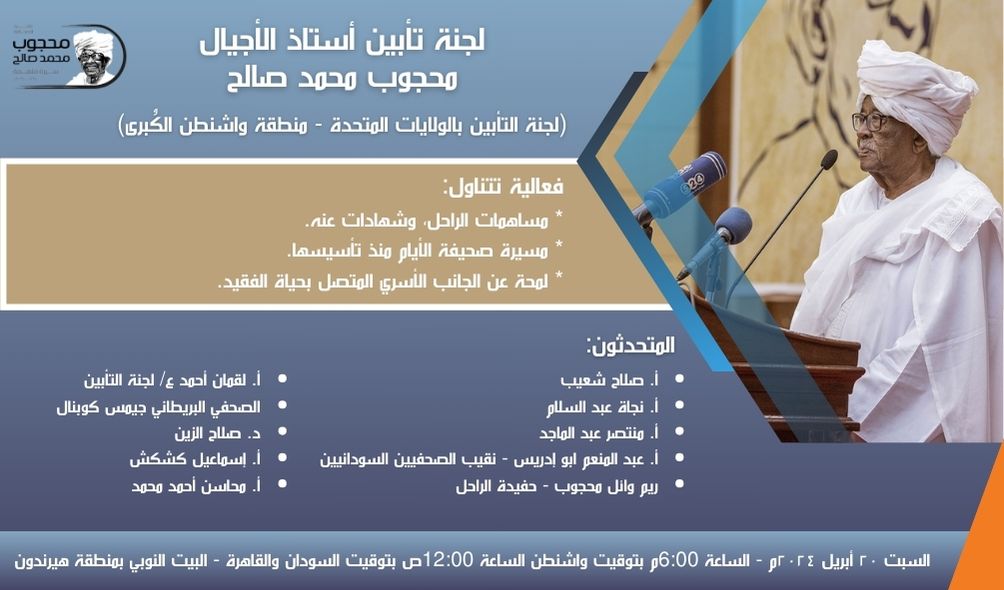 محجوب
محمد صالح
لجنة تأبين أستاذ الأجيال
محجوب محمد صالح
(لجنة التأبين بالولايات المتحدة - منطقة واشنطن الكُبرى)
فعالية تتناول:
* مساهمات الراحل، وشهادات عنه.
* مسيرة صحيفة الأيام منذ تأسيسها.
* لمحة عن الجانب الأسري المتصل بحياة الفقيد.
المتحدثون:
• أ. صلاح شعيب
• أ. نجاة عبد السلام
• أ. منتصر عبد الماجد
• أ. عبد المنعم ابو إدريس - نقيب الصحفيين السودانيين
• ريم وائل محجوب - حفيدة الراحل
• أ. لقمان أحمد ع/ لجنة التأبين
• الصحفي البريطاني جيمس كوبنال
• د. صلاح الزين
• أ. إسماعيل كشكش
• أ. محاسن أحمد محمد
السبت ٢٠ أبريل ٢٠٢٤م - الساعة 6:00م بتوقيت واشنطن الساعة 12:00ص بتوقيت السودان والقاهرة - البيت النوبي بمنطقة هيرندون